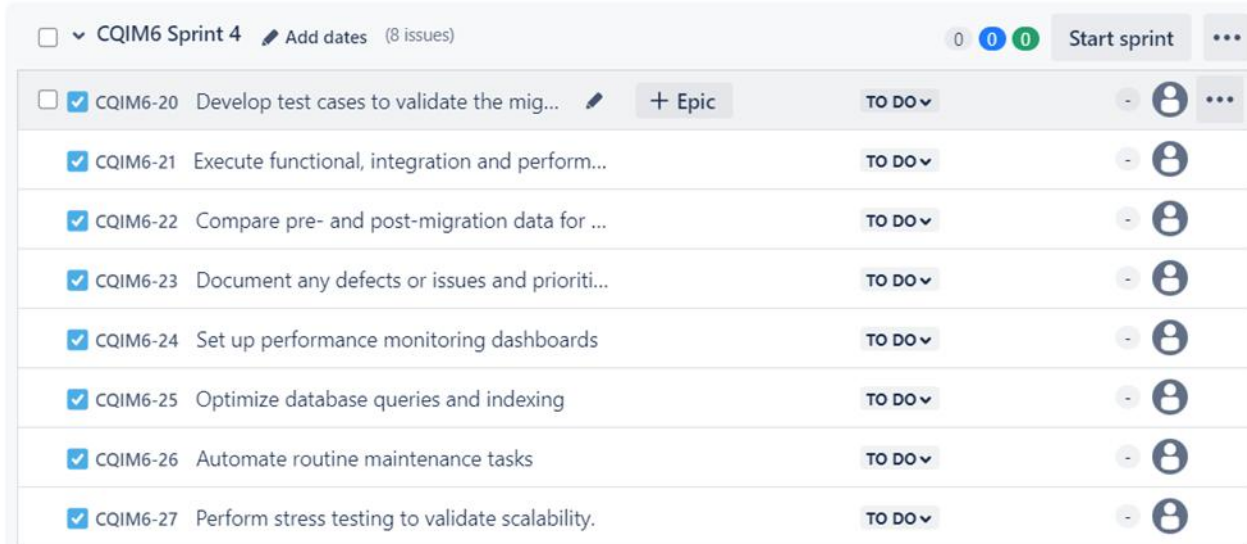 CQIM6 Sprint 4 Add dates (8 issues) 0 0 0 Start sprint ...
CQIM6-20 Develop test cases to validate the mig... + Epic TO DO - ...
CQIM6-21 Execute functional, integration and perform... TO DO -
CQIM6-22 Compare pre- and post-migration data for ... TO DO -
CQIM6-23 Document any defects or issues and prioriti... TO DO -
CQIM6-24 Set up performance monitoring dashboards TO DO -
CQIM6-25 Optimize database queries and indexing TO DO -
CQIM6-26 Automate routine maintenance tasks TO DO -
CQIM6-27 Perform stress testing to validate scalability. TO DO -